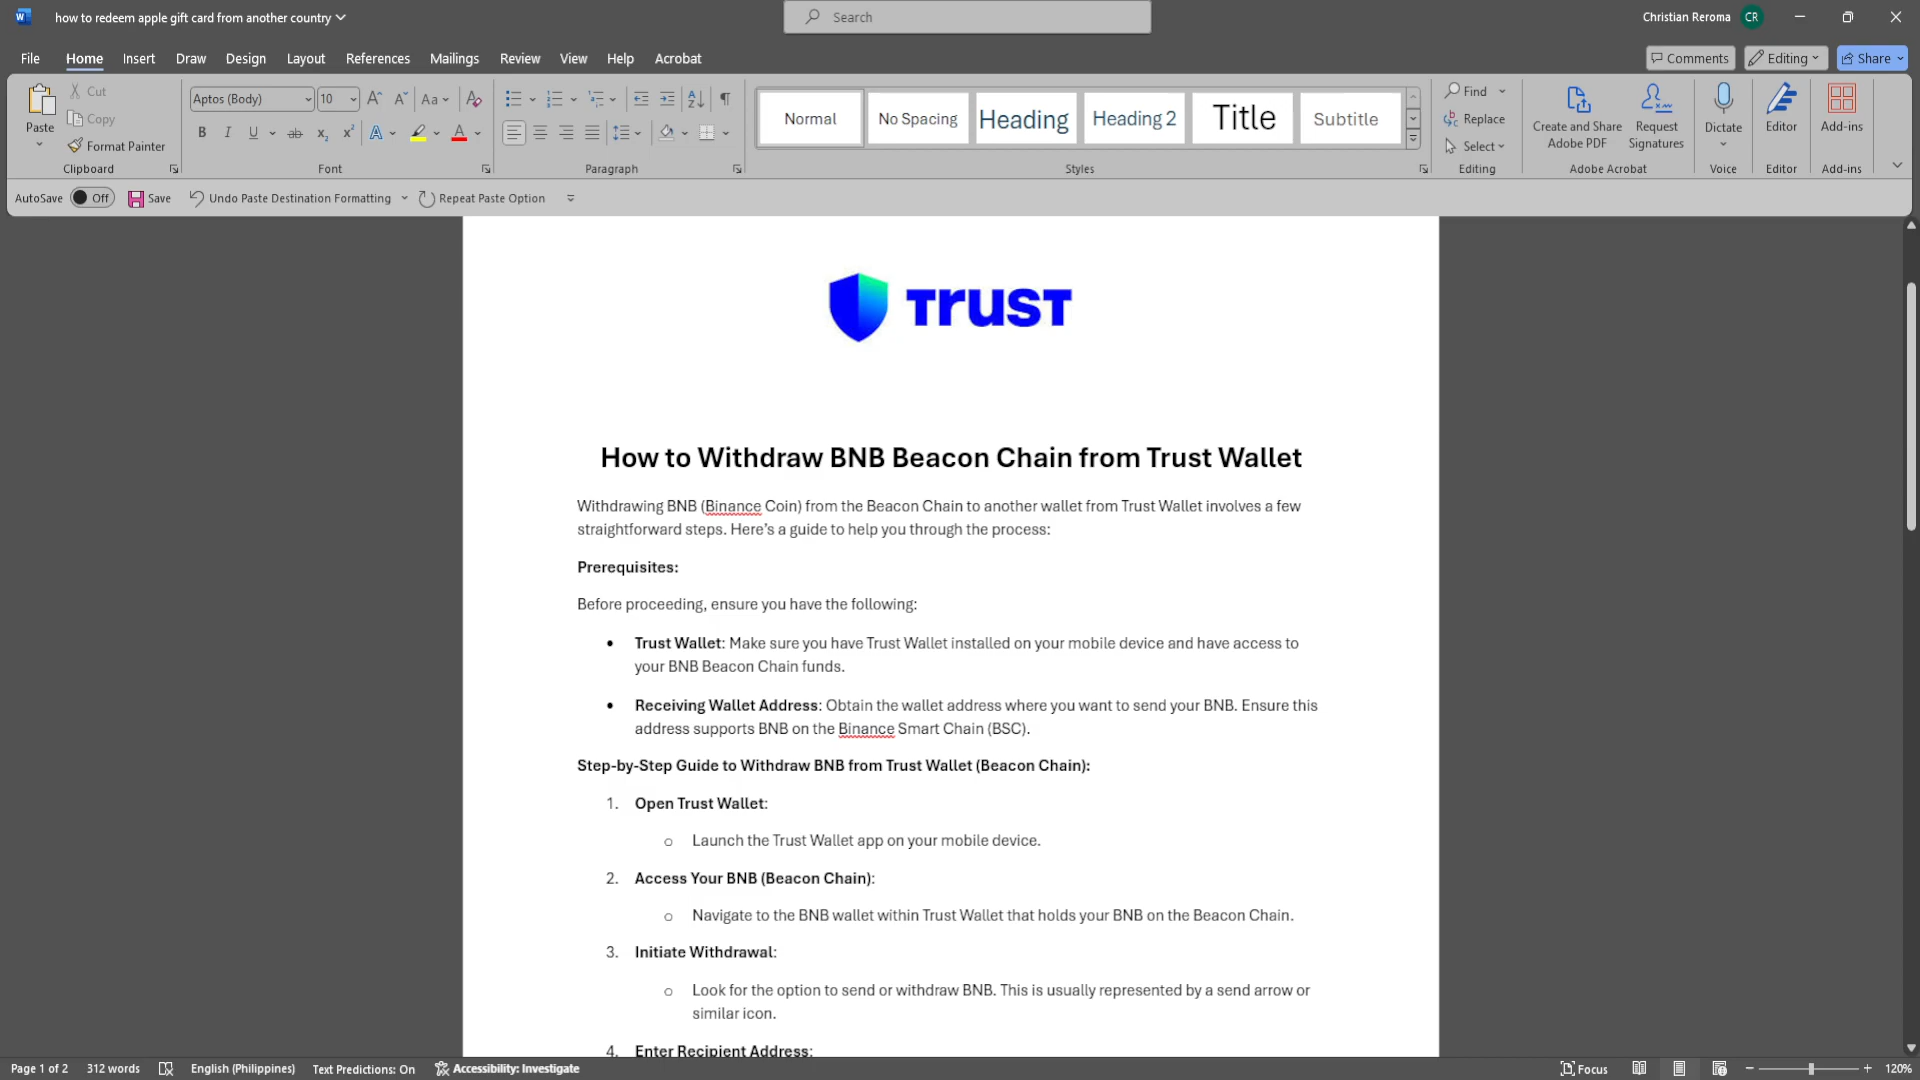 how to redeem apple gift card from another country
Search
Christian Reroma
CR
File
Home
Insert
Draw
Design
Layout
References
Mailings
Review
View
Help
Acrobat
Comments
Editing
Share
Paste
Cut
Copy
Format Painter
Clipboard
Aptos (Body)
10
Font
Paragraph
Normal
No Spacing
Heading
Heading 2
Title
Subtitle
Styles
Find
Replace
Select
Editing
Create and Share
Adobe PDF
Request
Signatures
Adobe Acrobat
Dictate
Voice
Editor
Editor
Add-ins
Add-ins
AutoSave
Off
Save
Undo Paste Destination Formatting
Repeat Paste Option
TRUST
How to Withdraw BNB Beacon Chain from Trust Wallet
Withdrawing BNB (Binance Coin) from the Beacon Chain to another wallet from Trust Wallet involves a few
straightforward steps. Here's a guide to help you through the process:
Prerequisites:
Before proceeding, ensure you have the following:
• Trust Wallet: Make sure you have Trust Wallet installed on your mobile device and have access to
your BNB Beacon Chain funds.
• Receiving Wallet Address: Obtain the wallet address where you want to send your BNB. Ensure this
address supports BNB on the Binance Smart Chain (BSC).
Step-by-Step Guide to Withdraw BNB from Trust Wallet (Beacon Chain):
1. Open Trust Wallet:
o Launch the Trust Wallet app on your mobile device.
2. Access Your BNB (Beacon Chain):
o Navigate to the BNB wallet within Trust Wallet that holds your BNB on the Beacon Chain.
3. Initiate Withdrawal:
o Look for the option to send or withdraw BNB. This is usually represented by a send arrow or
similar icon.
4. Enter Recipient Address:
Page 1 of 2
312 words
English (Philippines)
Text Predictions: On
Accessibility: Investigate
Focus
120%